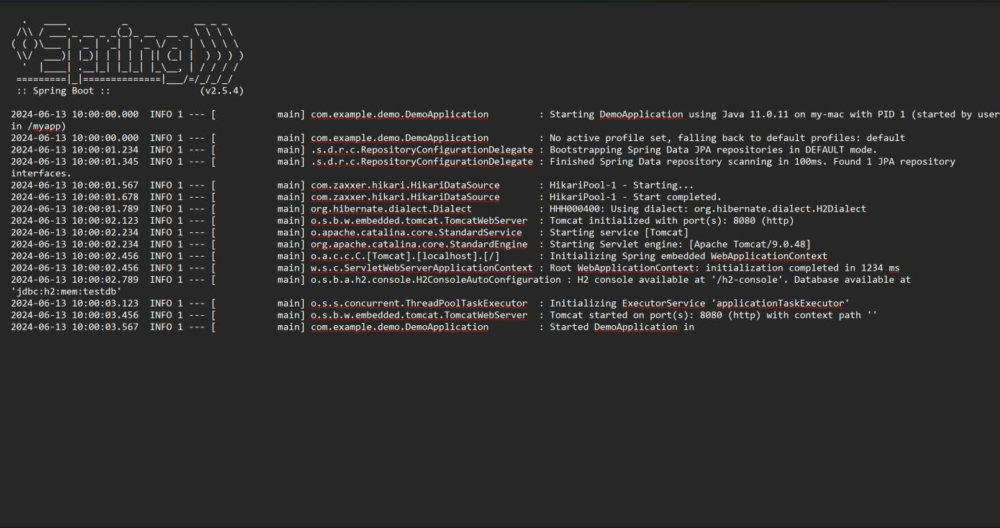 .   ____          _            __ _ _
 /\\ / ___'_ __ _ _(_)_ __  __ _ \ \ \ \
( ( )\___ | '_ | '_| | '_ \/ _` | \ \ \ \
 \\/  ___)| |_)| | | | | || (_| |  ) ) ) )
  '  |____| .__|_| |_|_| |_\__, | / / / /
 =========|_|==============|___/=/_/_/_/
 :: Spring Boot ::                (v2.5.4)

2024-06-13 10:00:00.000  INFO 1 --- [           main] com.example.demo.DemoApplication         : Starting DemoApplication using Java 11.0.11 on my-mac with PID 1 (started by user
in /myapp)
2024-06-13 10:00:00.000  INFO 1 --- [           main] com.example.demo.DemoApplication         : No active profile set, falling back to default profiles: default
2024-06-13 10:00:01.234  INFO 1 --- [           main] .s.d.r.c.RepositoryConfigurationDelegate : Bootstrapping Spring Data JPA repositories in DEFAULT mode.
2024-06-13 10:00:01.345  INFO 1 --- [           main] .s.d.r.c.RepositoryConfigurationDelegate : Finished Spring Data repository scanning in 100ms. Found 1 JPA repository
interfaces.
2024-06-13 10:00:01.567  INFO 1 --- [           main] com.zaxxer.hikari.HikariDataSource       : HikariPool-1 - Starting...
2024-06-13 10:00:01.678  INFO 1 --- [           main] com.zaxxer.hikari.HikariDataSource       : HikariPool-1 - Start completed.
2024-06-13 10:00:01.789  INFO 1 --- [           main] org.hibernate.dialect.Dialect            : HHH000400: Using dialect: org.hibernate.dialect.H2Dialect
2024-06-13 10:00:02.123  INFO 1 --- [           main] o.s.b.w.embedded.tomcat.TomcatWebServer  : Tomcat initialized with port(s): 8080 (http)
2024-06-13 10:00:02.234  INFO 1 --- [           main] o.apache.catalina.core.StandardService   : Starting service [Tomcat]
2024-06-13 10:00:02.234  INFO 1 --- [           main] org.apache.catalina.core.StandardEngine  : Starting Servlet engine: [Apache Tomcat/9.0.48]
2024-06-13 10:00:02.456  INFO 1 --- [           main] o.a.c.c.C.[Tomcat].[localhost].[/]       : Initializing Spring embedded WebApplicationContext
2024-06-13 10:00:02.456  INFO 1 --- [           main] w.s.c.ServletWebServerApplicationContext : Root WebApplicationContext: initialization completed in 1234 ms
2024-06-13 10:00:02.789  INFO 1 --- [           main] o.s.b.a.h2.console.H2ConsoleAutoConfiguration : H2 console available at '/h2-console'. Database available at
'jdbc:h2:mem:testdb'
2024-06-13 10:00:03.123  INFO 1 --- [           main] o.s.s.concurrent.ThreadPoolTaskExecutor  : Initializing ExecutorService 'applicationTaskExecutor'
2024-06-13 10:00:03.456  INFO 1 --- [           main] o.s.b.w.embedded.tomcat.TomcatWebServer  : Tomcat started on port(s): 8080 (http) with context path ''
2024-06-13 10:00:03.567  INFO 1 --- [           main] com.example.demo.DemoApplication         : Started DemoApplication in